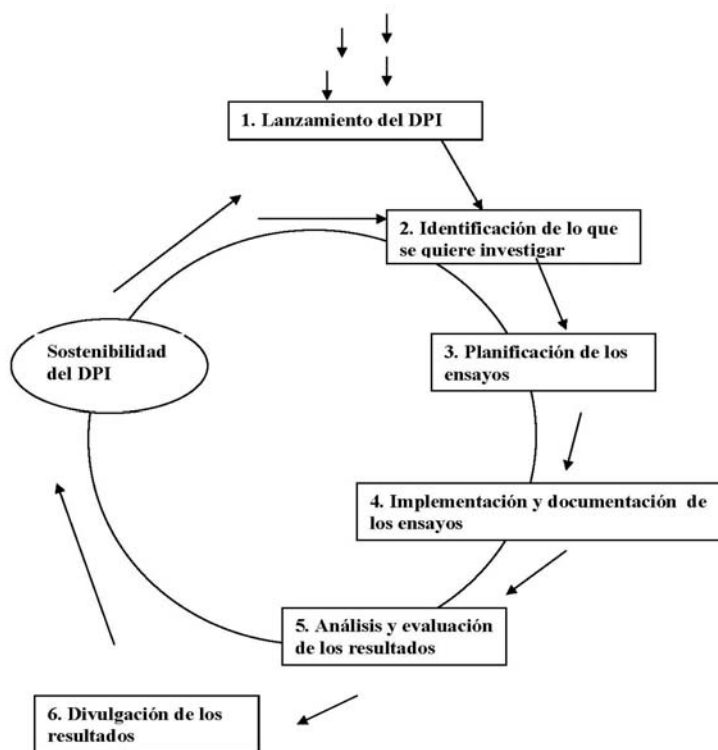 1. Lanzamiento del DPI
2. Identificación de lo que
se quiere investigar
3. Planificación de los
ensayos
4. Implementación y documentación de
los ensayos
5. Análisis y evaluación
de los resultados
6. Divulgación de los
resultados
Sostenibilidad
del DPI